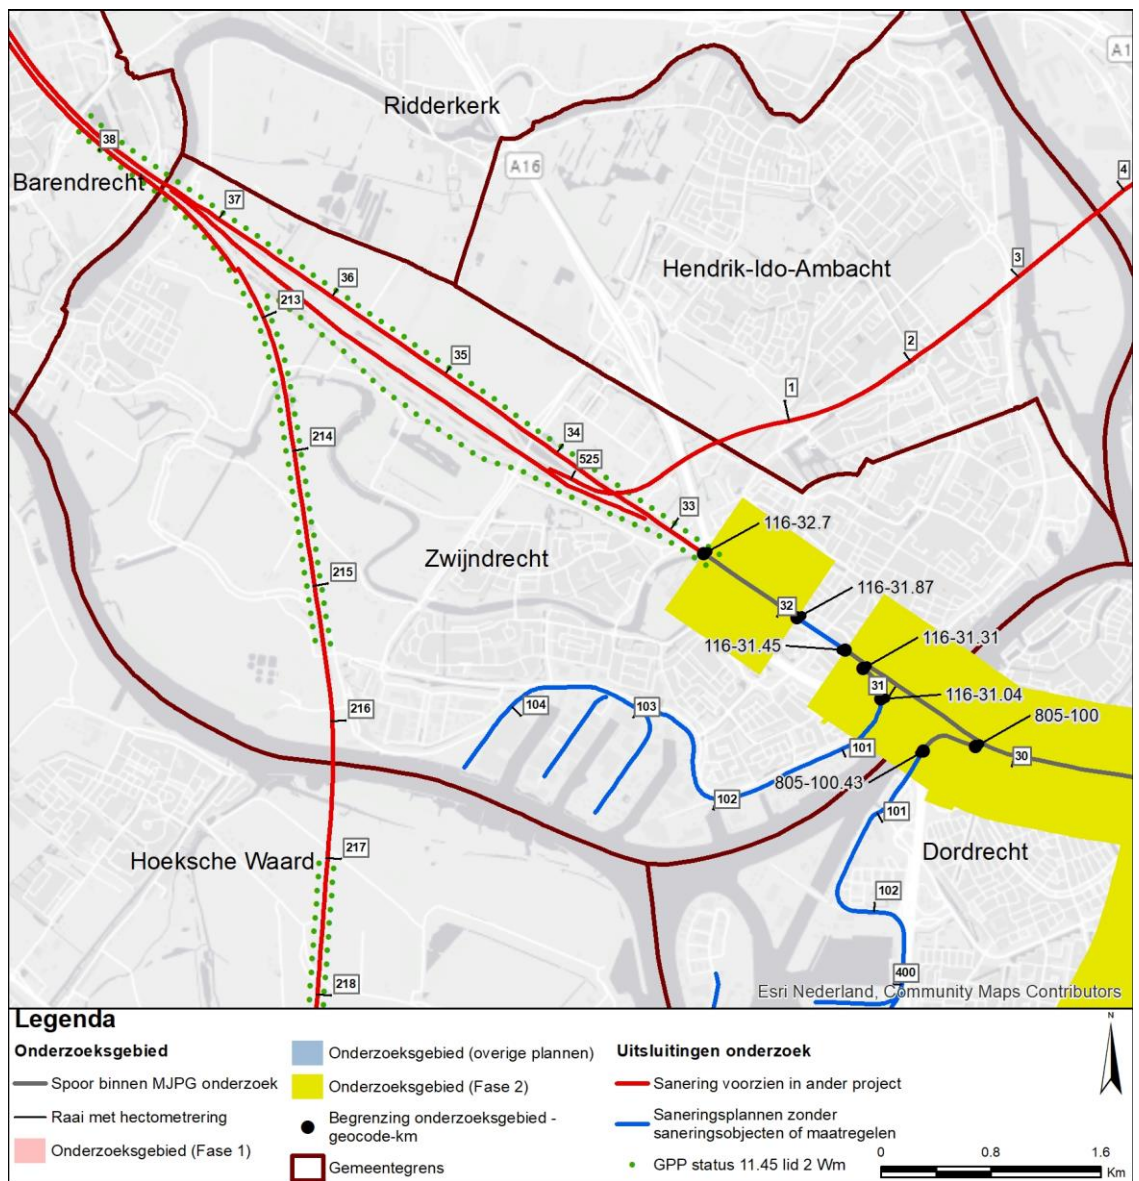 A1
Ridderkerk
38
A16
Barendrecht
4
37
Hendrik-Ido-Ambacht
3
36
213
2
35
1
34
214
525
33
116-32.7
Zwijndrecht
215
116-31.87
32
116-31.45
116-31.31
31
116-31.04
104
103
216
805-100
101
30
805-100.43
102
101
217
Hoeksche Waard
Dordrecht
102
218
400
Esri Nederland, Community Maps Contributors
Legenda
Onderzoeksgebied
Spoor binnen MJPG onderzoek
Raai met hectometrering
Onderzoeksgebied (Fase 1)
Onderzoeksgebied (overige plannen)
Onderzoeksgebied (Fase 2)
Begrenzing onderzoeksgebied -
geocode-km
Gemeentegrens
Uitsluitingen onderzoek
Sanering voorzien in ander project
Saneringsplannen zonder
saneringsobjecten of maatregelen
GPP status 11.45 lid 2 Wm
N
0 0.8 1.6
Km